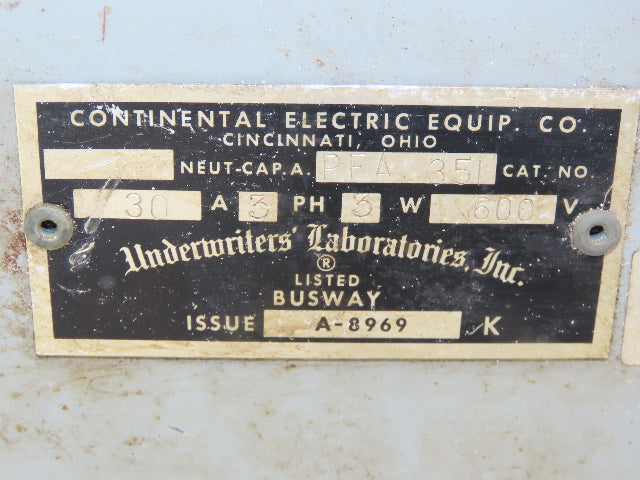 CONTINENTAL ELECTRIC EQUIP. CO.
CINCINNATI, OHIO
NEUT-CAP. A. PFA 351 CAT. NO.
30 A 3 PH 3 W 600 V
Underwriters' Laboratories, Inc.
®
LISTED
BUSWAY
ISSUE A-8969 K